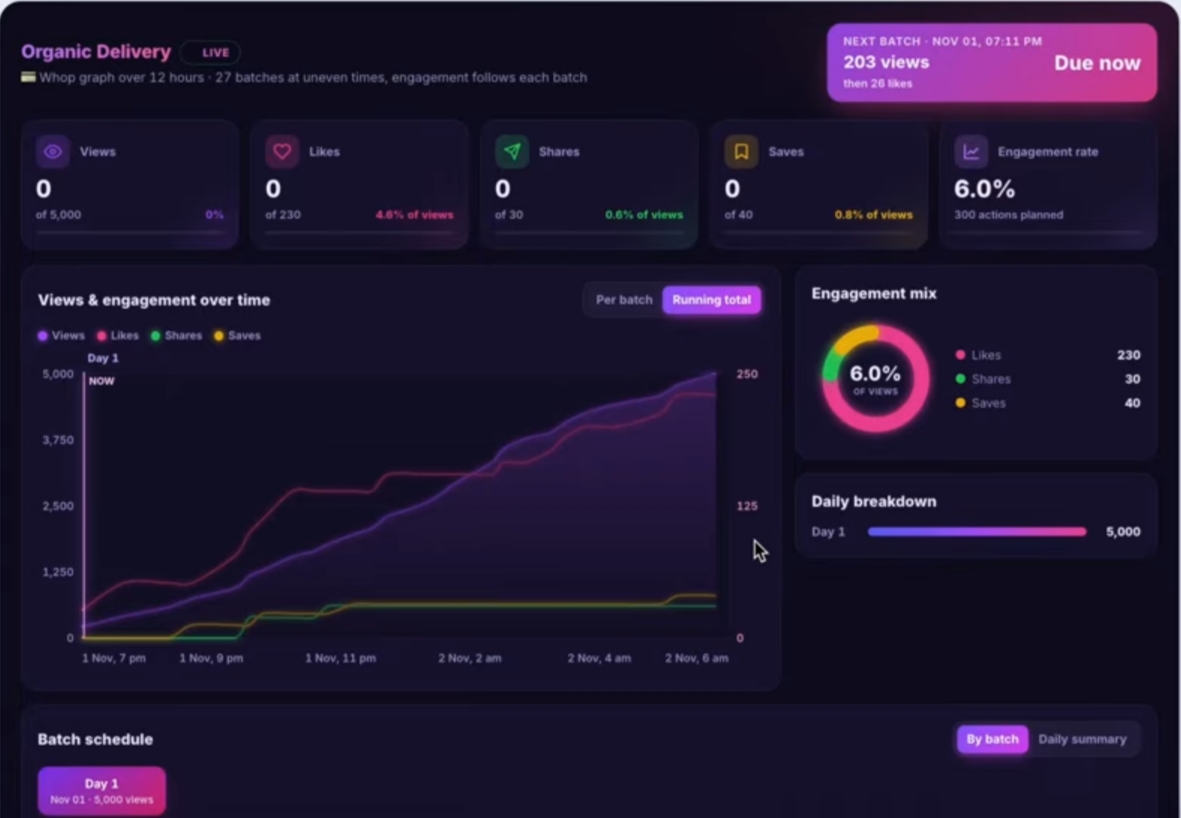 Organic Delivery LIVE
Whop graph over 12 hours · 27 batches at uneven times, engagement follows each batch
NEXT BATCH · NOV 01, 07:11 PM
203 views
Due now
then 26 likes
Views
0
of 5,000
0%
Likes
0
of 230
4.6% of views
Shares
0
of 30
0.6% of views
Saves
0
of 40
0.8% of views
Engagement rate
6.0%
300 actions planned
Views & engagement over time
Per batch
Running total
Views
Likes
Shares
Saves
Day 1
NOW
5,000
3,750
2,500
1,250
0
250
125
0
1 Nov, 7 pm
1 Nov, 9 pm
1 Nov, 11 pm
2 Nov, 2 am
2 Nov, 4 am
2 Nov, 6 am
Engagement mix
6.0%
OF VIEWS
Likes 230
Shares 30
Saves 40
Daily breakdown
Day 1 5,000
Batch schedule
By batch
Daily summary
Day 1
Nov 01 · 5,000 views